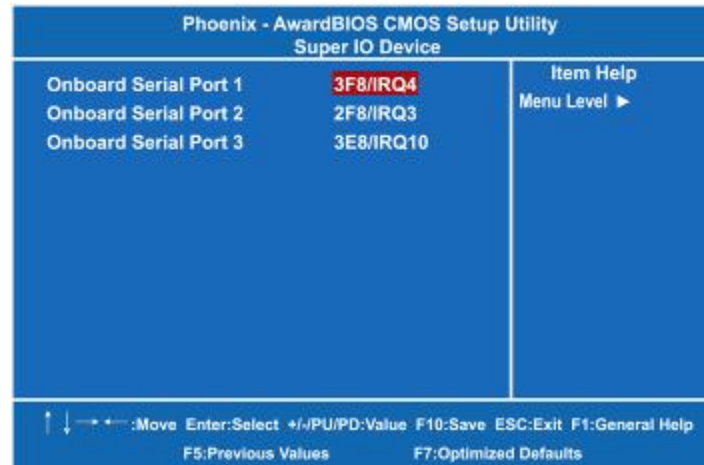 Phoenix - AwardBIOS CMOS Setup Utility
Super IO Device
Onboard Serial Port 1 3F8/IRQ4
Onboard Serial Port 2 2F8/IRQ3
Onboard Serial Port 3 3E8/IRQ10
Item Help
Menu Level ►
↑ ↓ → ← :Move Enter:Select +/-/PU/PD:Value F10:Save ESC:Exit F1:General Help
F5:Previous Values F7:Optimized Defaults